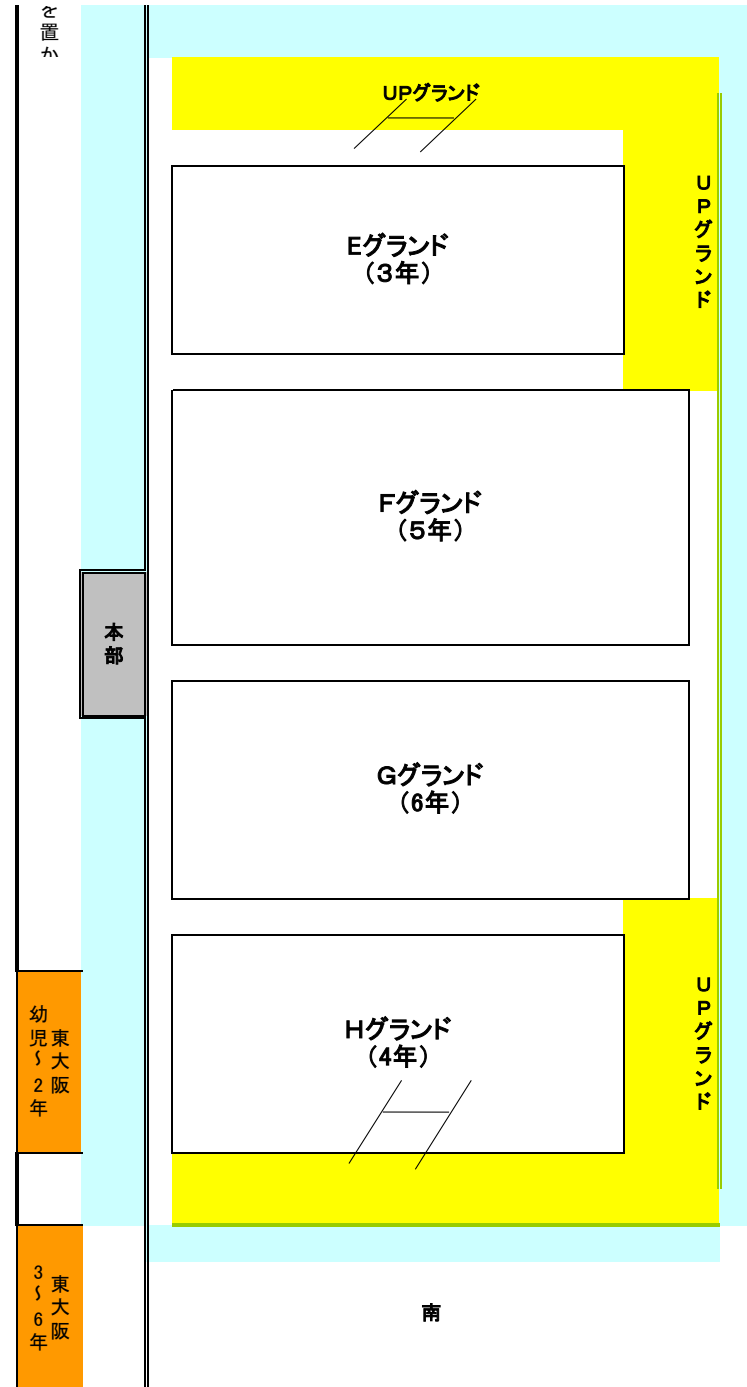 を置か
UPグランド
UPグランド
Eグランド
（3年）
Fグランド
（5年）
本部
Gグランド
（6年）
Hグランド
（4年）
UPグランド
東大阪
幼児～2年
東大阪
3～6年
南